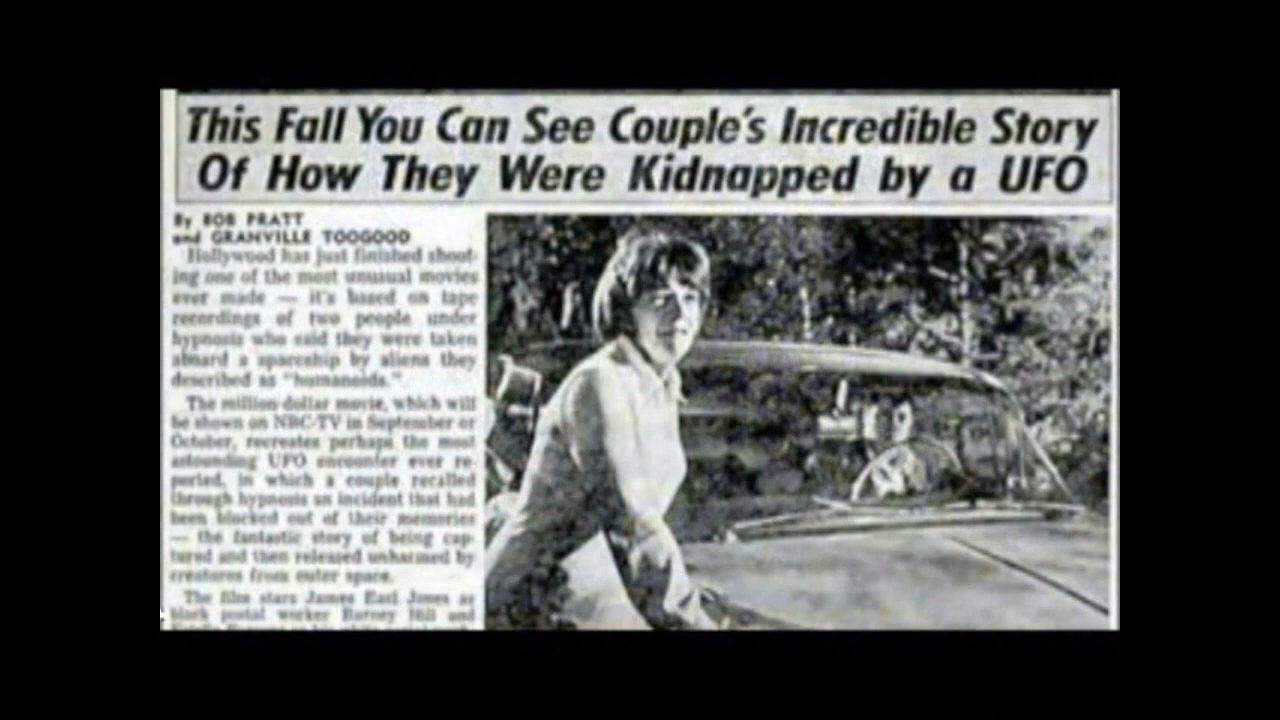 This Fall You Can See Couple's Incredible Story
Of How They Were Kidnapped by a UFO
By BOB PRATT
and GRANVILLE TOOGOOD
Hollywood has just finished shoot-
ing one of the most unusual movies
ever made — it's based on tape
recordings of two people under
hypnosis who said they were taken
aboard a spaceship by aliens they
described as "humanoids."
The million-dollar movie, which will
be shown on NBC-TV in September or
October, recreates perhaps the most
astounding UFO encounter ever re-
ported, in which a couple recalled
through hypnosis an incident that had
been blocked out of their memories
— the fantastic story of being cap-
tured and then released unharmed by
creatures from outer space.
The film stars James Earl Jones as
black postal worker Barney Hill and